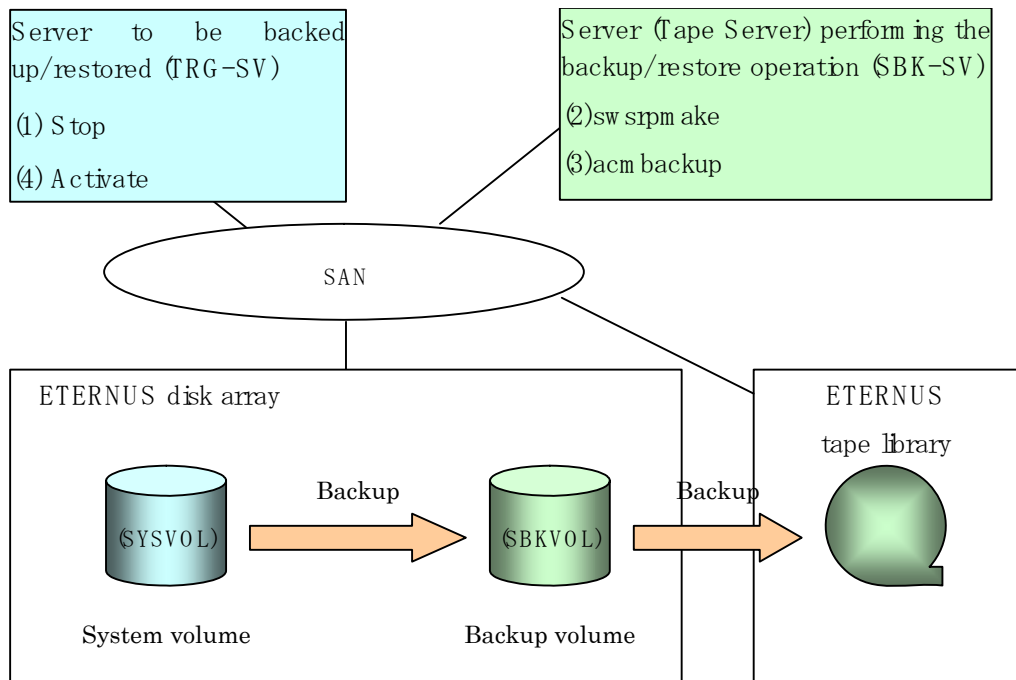 Server to be backed
up/restored (TRG-SV)
(1) Stop
(4) Activate
Server (Tape Server) performing the
backup/restore operation (SBK-SV)
(2)swsrpmake
(3)acmbackup
SAN
ETERNUS disk array
ETERNUS
tape library
Backup
Backup
(SYSVOL)
(SBKVOL)
System volume
Backup volume